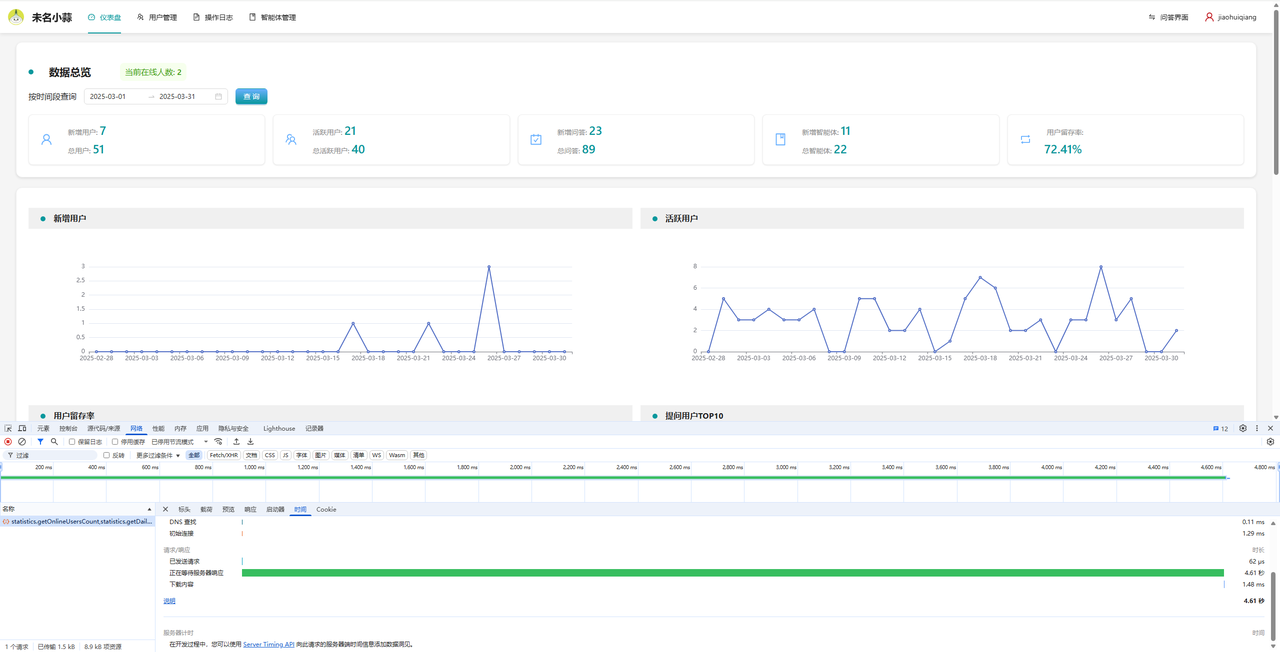 未名小蒜 仪表盘 用户管理 操作日志 智能体管理 问答界面 jiaohuiqiang
数据总览 当前在线人数: 2
按时间段查询 2025-03-01 → 2025-03-31 查 询
新增用户: 7
总用户: 51
活跃用户: 21
总活跃用户: 40
新增问答: 23
总问答: 89
新增智能体: 11
总智能体: 22
用户留存率:
72.41%
新增用户
3
2.5
2
1.5
1
0.5
0
2025-02-28 2025-03-03 2025-03-06 2025-03-09 2025-03-12 2025-03-15 2025-03-18 2025-03-21 2025-03-24 2025-03-27 2025-03-30
活跃用户
8
6
4
2
0
2025-02-28 2025-03-03 2025-03-06 2025-03-09 2025-03-12 2025-03-15 2025-03-18 2025-03-21 2025-03-24 2025-03-27 2025-03-30
用户留存率 提问用户TOP10
元素 控制台 源代码/来源 网络 性能 内存 应用 隐私与安全 Lighthouse 记录器 12
保留日志 停用缓存 已停用节流模式
过滤 反转 更多过滤条件 全部 Fetch/XHR 文档 CSS JS 字体 图片 媒体 清单 WS Wasm 其他
200 ms 400 ms 600 ms 800 ms 1,000 ms 1,200 ms 1,400 ms 1,600 ms 1,800 ms 2,000 ms 2,200 ms 2,400 ms 2,600 ms 2,800 ms 3,000 ms 3,200 ms 3,400 ms 3,600 ms 3,800 ms 4,000 ms 4,200 ms 4,400 ms 4,600 ms 4,800 ms
名称 标头 载荷 预览 响应 启动器 时间 Cookie
statistics.getOnlineUsersCount,statistics.getDail...
DNS 查找 0.11 ms
初始连接 1.29 ms
请求/响应 时长
已发送请求 62 μs
正在等待服务器响应 4.61 秒
下载内容 1.48 ms
说明 4.61 秒
服务器计时 时间
在开发过程中，您可以使用 Server Timing API 向此请求的服务器端时间信息添加数据洞见。
1 个请求 已传输 1.5 kB 8.9 kB 项资源